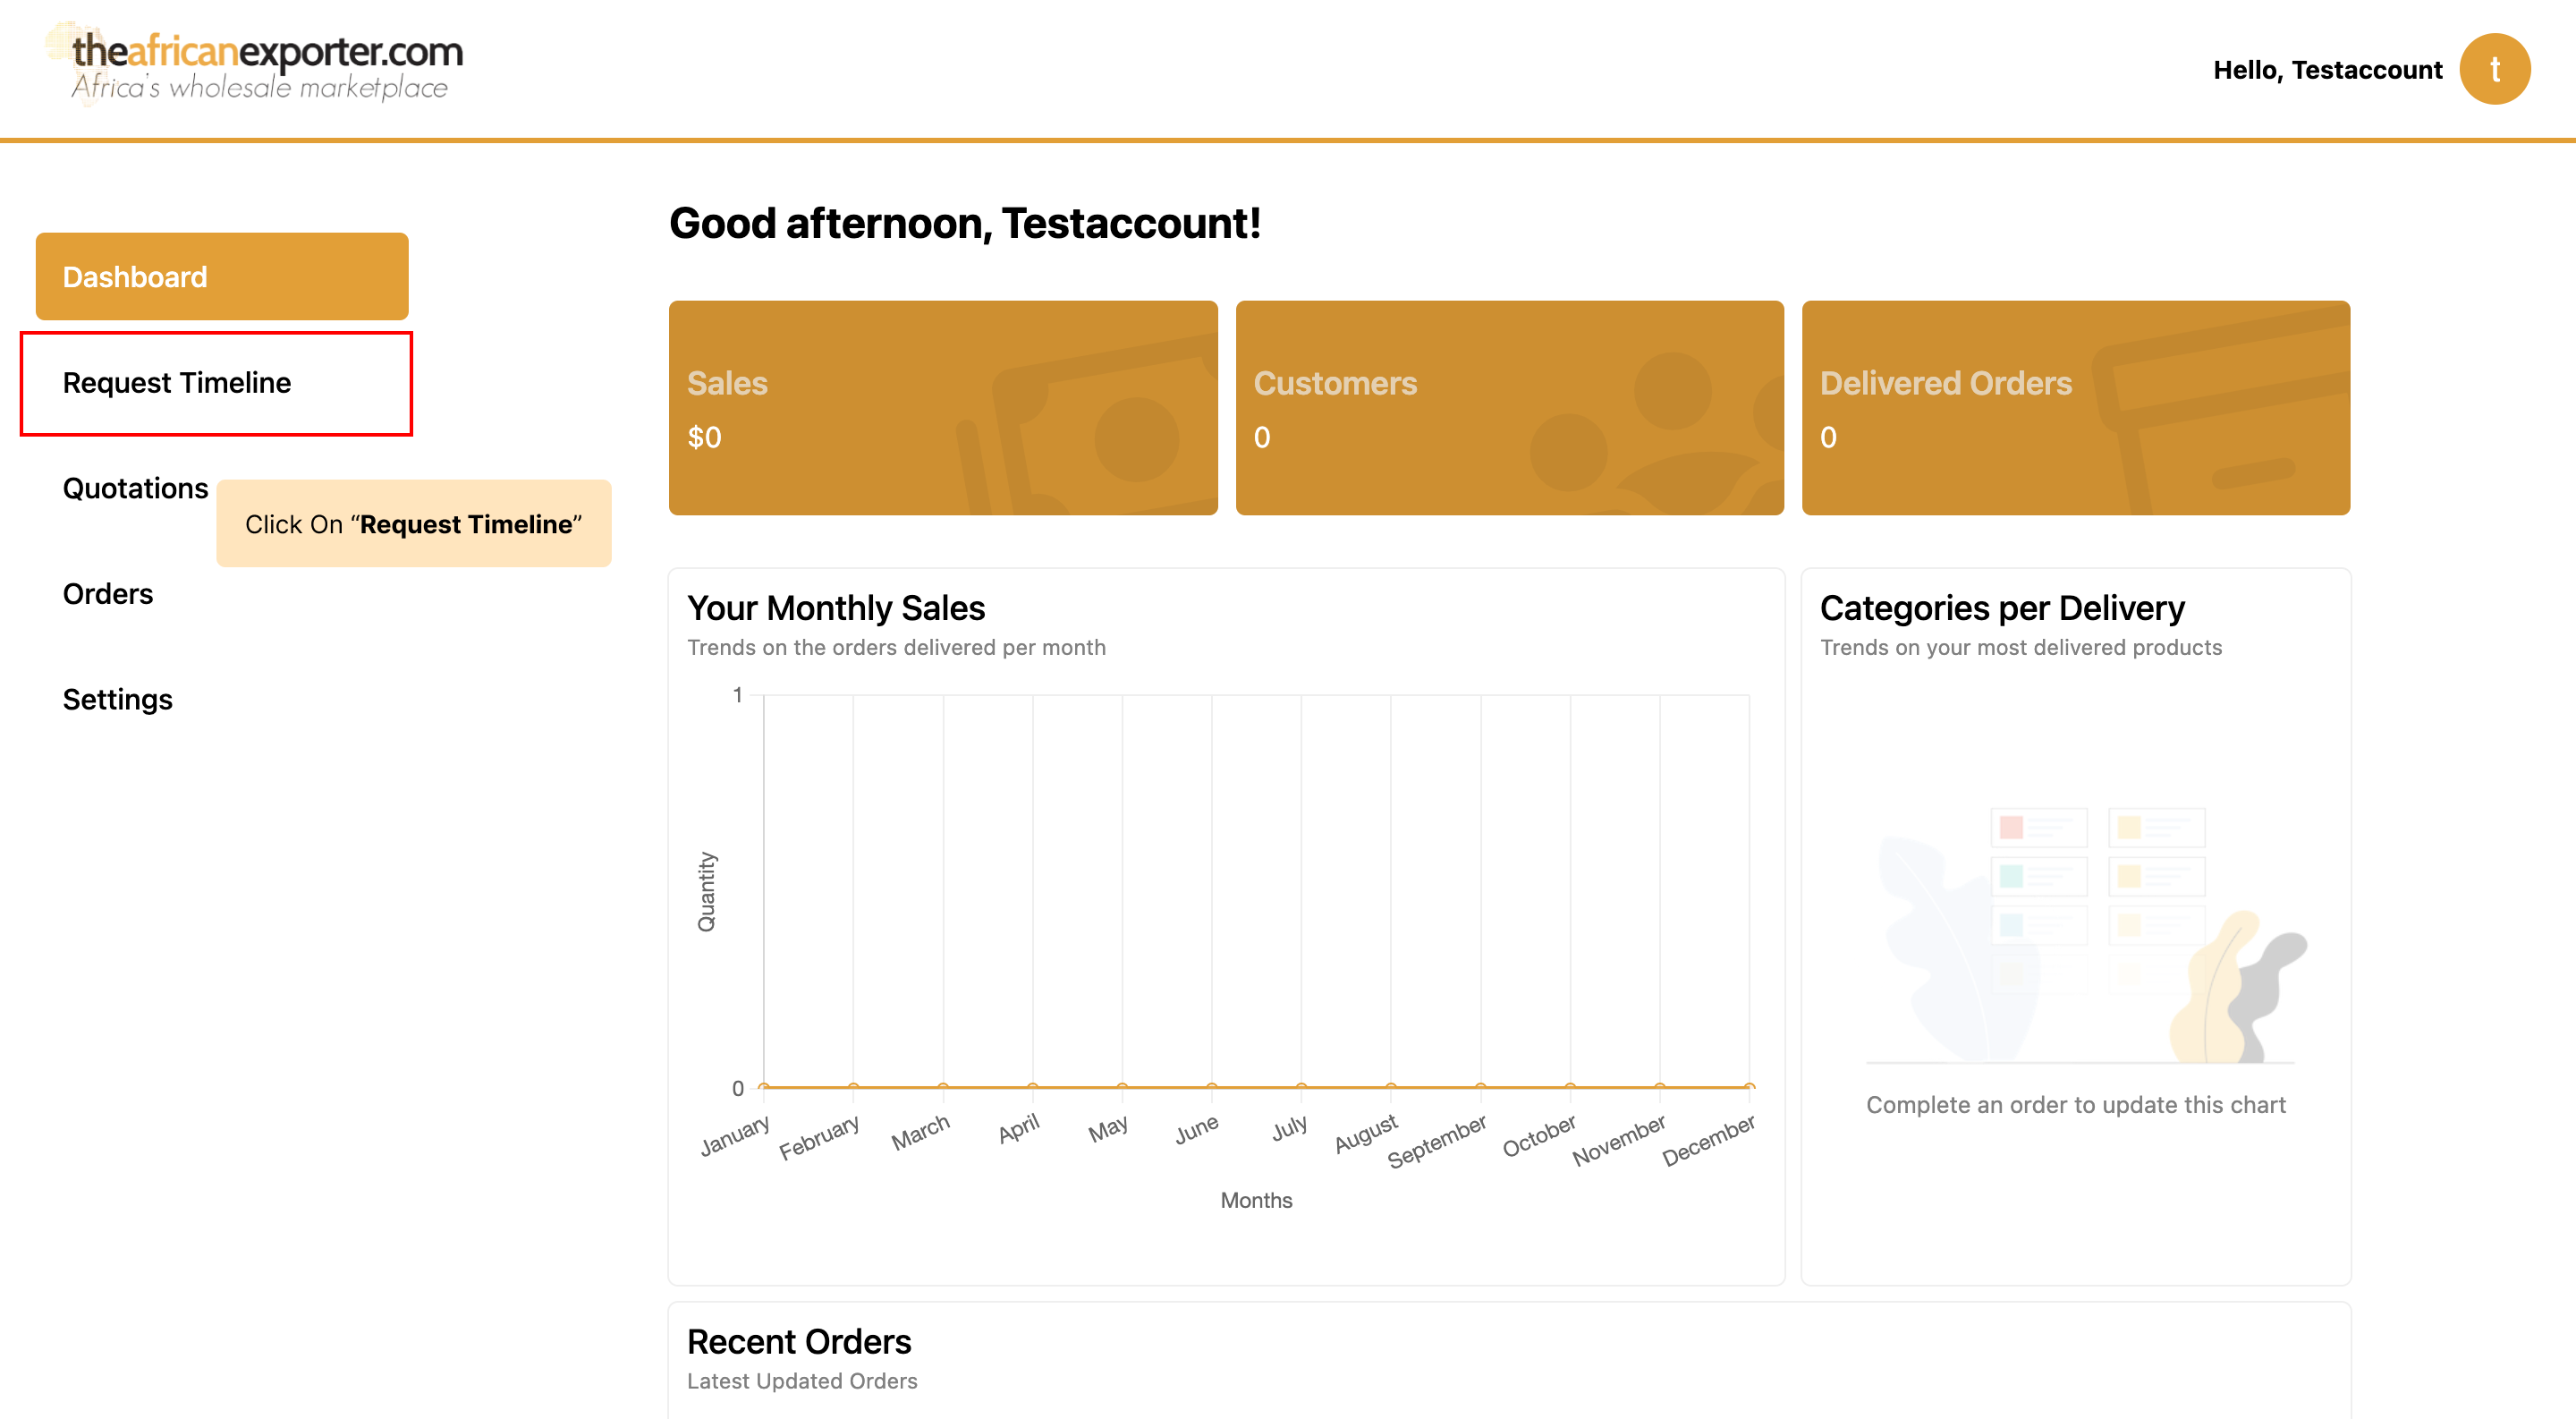 theafricanexporter.com
Africa's wholesale marketplace
Hello, Testaccount
t
Dashboard
Request Timeline
Quotations
Click On “Request Timeline”
Orders
Settings
Good afternoon, Testaccount!
Sales
$0
Customers
0
Delivered Orders
0
Your Monthly Sales
Trends on the orders delivered per month
1
Quantity
0
January
February
March
April
May
June
July
August
September
October
November
December
Months
Categories per Delivery
Trends on your most delivered products
Complete an order to update this chart
Recent Orders
Latest Updated Orders